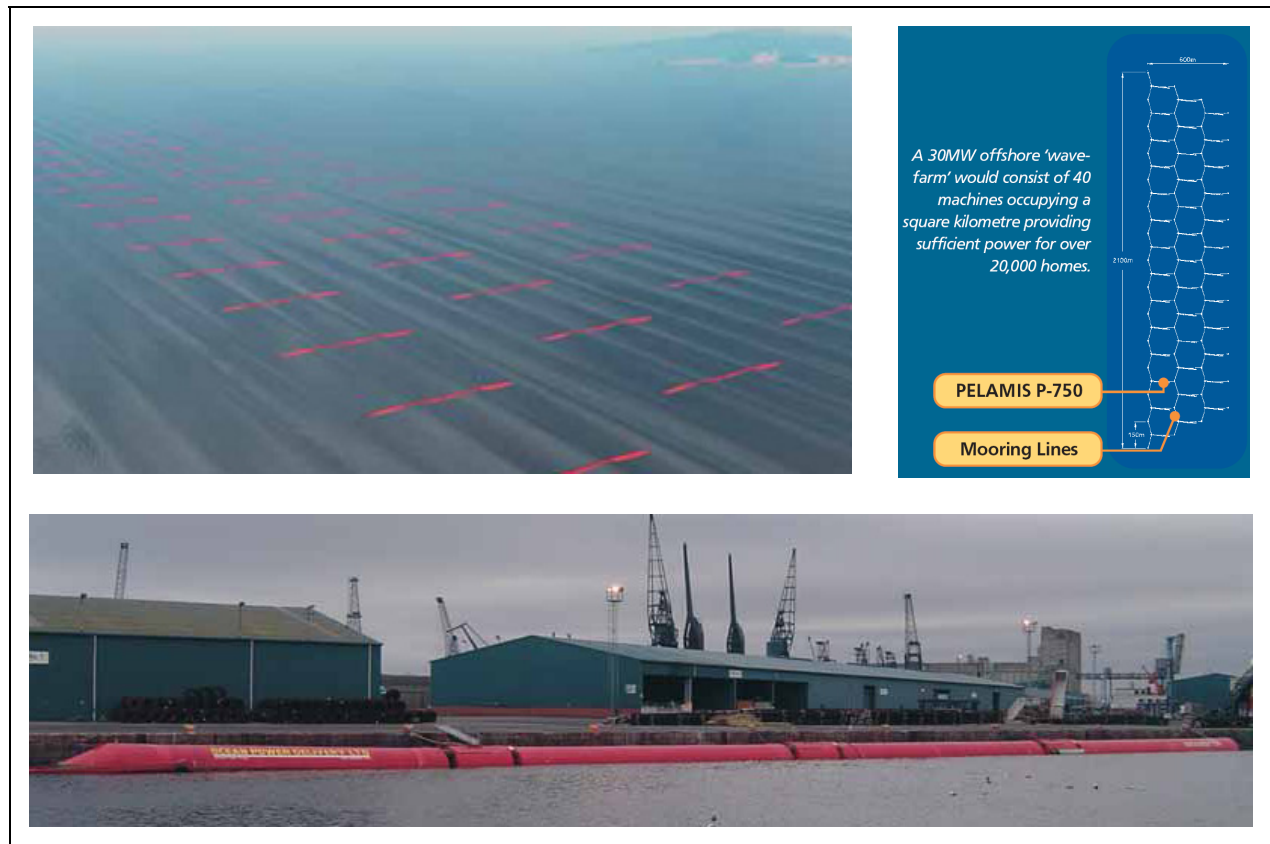 600m
A 30MW offshore ‘wave-
farm’ would consist of 40
machines occupying a
square kilometre providing
sufficient power for over
20,000 homes.
2100m
PELAMIS P-750
150m
Mooring Lines
OCEAN POWER DELIVERY LTD